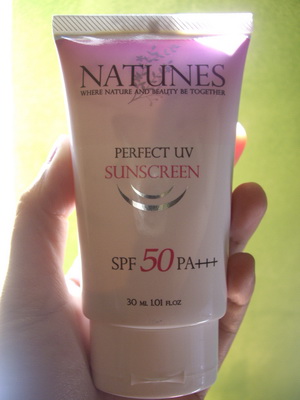 NATUNES
WHERE NATURE AND BEAUTY BE TOGETHER
PERFECT UV
SUNSCREEN
SPF 50 PA+++
30 ML 1.01 FL.OZ